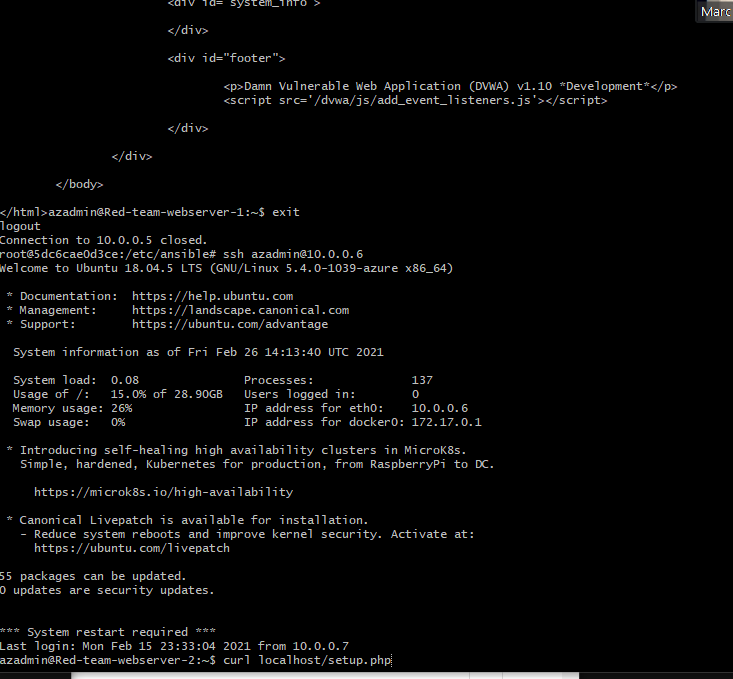 <div id="system_info">
Marc
</div>
<div id="footer">
<p>Damn Vulnerable Web Application (DVWA) v1.10 *Development*</p>
<script src='/dvwa/js/add_event_listeners.js'></script>
</div>
</div>
</body>
</html>azadmin@Red-team-webserver-1:~$ exit
logout
Connection to 10.0.0.5 closed.
root@5dc6cae0d3ce:/etc/ansible# ssh azadmin@10.0.0.6
Welcome to Ubuntu 18.04.5 LTS (GNU/Linux 5.4.0-1039-azure x86_64)
* Documentation:  https://help.ubuntu.com
* Management:     https://landscape.canonical.com
* Support:        https://ubuntu.com/advantage
System information as of Fri Feb 26 14:13:40 UTC 2021
System load:  0.08               Processes:              137
Usage of /:   15.0% of 28.90GB   Users logged in:        0
Memory usage: 26%                IP address for eth0:    10.0.0.6
Swap usage:   0%                 IP address for docker0: 172.17.0.1
* Introducing self-healing high availability clusters in MicroK8s.
Simple, hardened, Kubernetes for production, from RaspberryPi to DC.
https://microk8s.io/high-availability
* Canonical Livepatch is available for installation.
- Reduce system reboots and improve kernel security. Activate at:
https://ubuntu.com/livepatch
55 packages can be updated.
0 updates are security updates.
*** System restart required ***
Last login: Mon Feb 15 23:33:04 2021 from 10.0.0.7
azadmin@Red-team-webserver-2:~$ curl localhost/setup.php